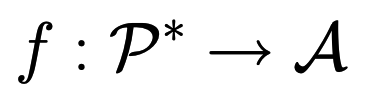 f : 𝒫* → 𝒜